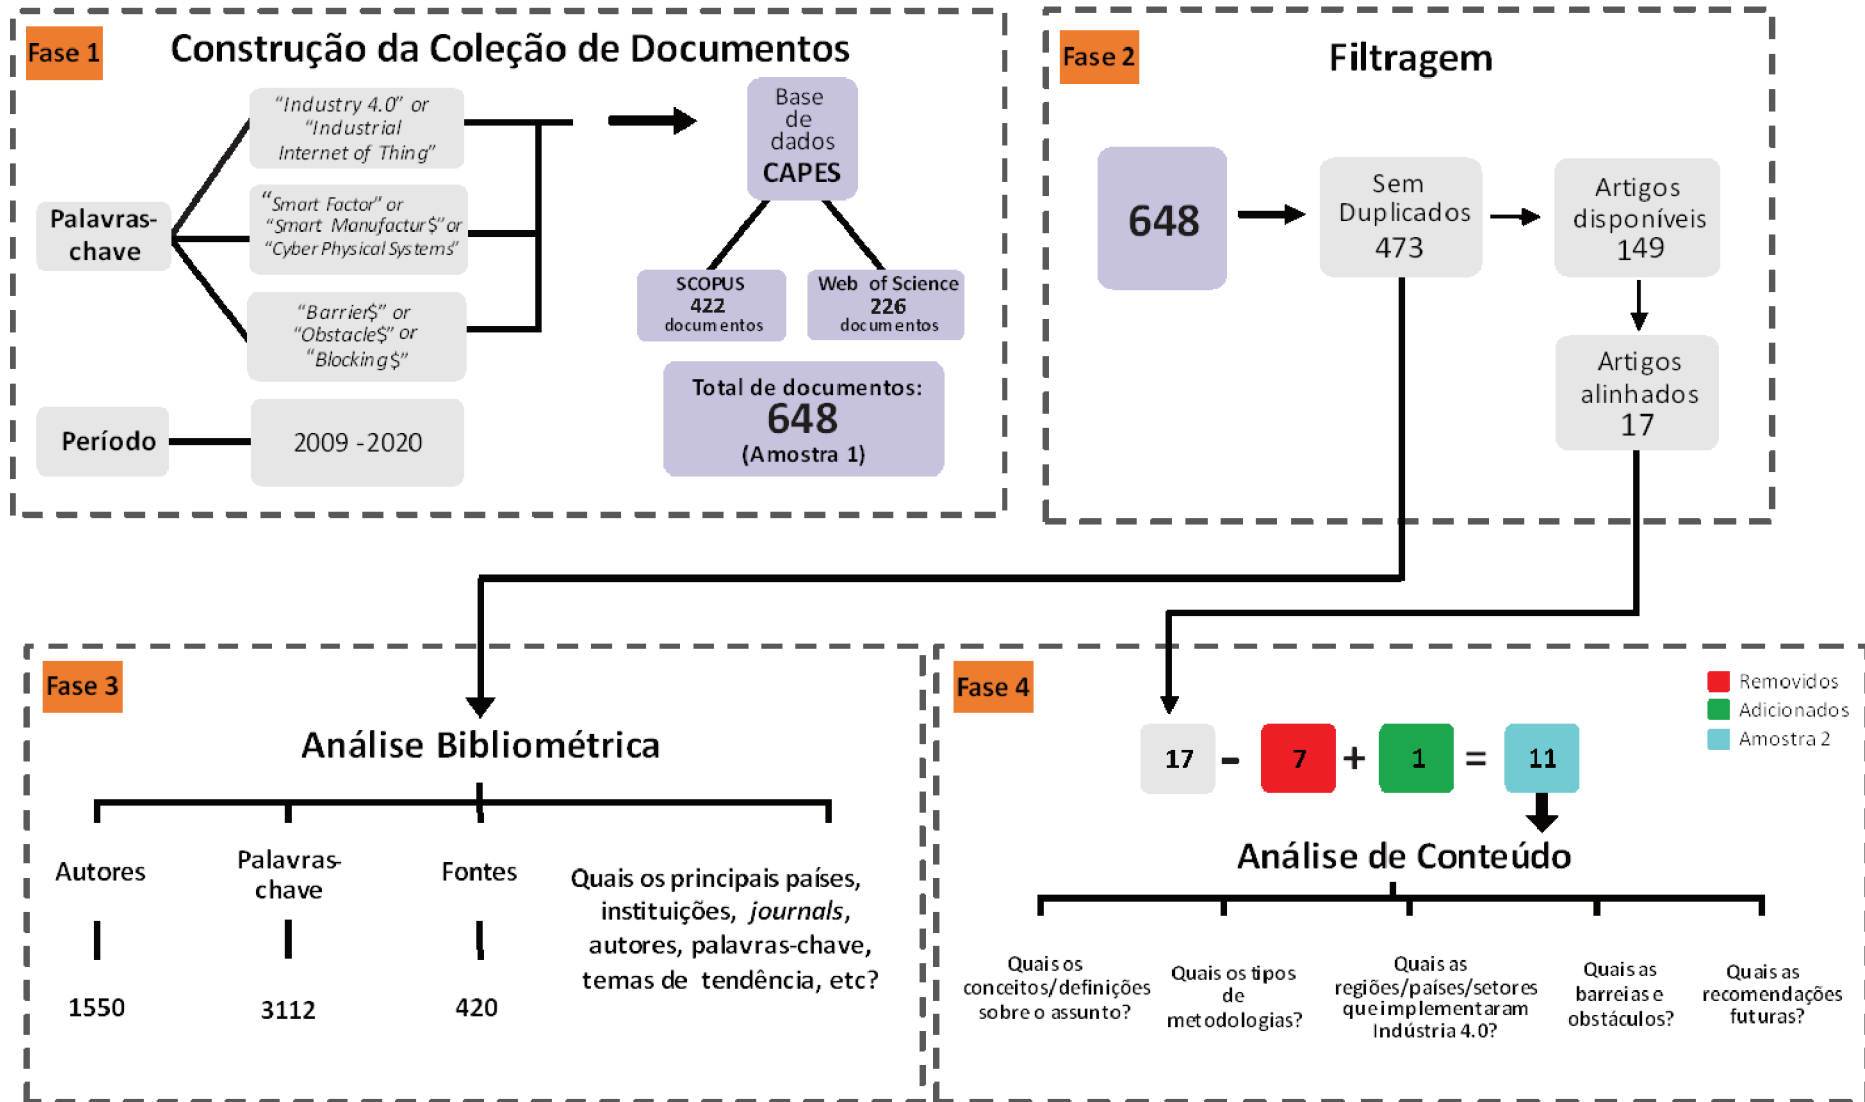 Fase 1
Construção da Coleção de Documentos
Palavras-
chave
“Industry 4.0” or
“Industrial
Internet of Thing”
“Smart Factor” or
“Smart Manufactur$” or
“Cyber Physical Systems”
“Barrier$” or
“Obstacle$” or
“Blocking$”
Período
2009 -2020
Base
de
dados
CAPES
SCOPUS
422
documentos
Web of Science
226
documentos
Total de documentos:
648
(Amostra 1)
Fase 2
Filtragem
648
Sem
Duplicados
473
Artigos
disponíveis
149
Artigos
alinhados
17
Fase 3
Análise Bibliométrica
Autores
1550
Palavras-
chave
3112
Fontes
420
Quais os principais países,
instituições, journals,
autores, palavras-chave,
temas de tendência, etc?
Fase 4
Removidos
Adicionados
Amostra 2
17 - 7 + 1 = 11
Análise de Conteúdo
Quais os
conceitos/definições
sobre o assunto?
Quais os tipos
de
metodologias?
Quais as
regiões/países/setores
que implementaram
Indústria 4.0?
Quais as
barreias e
obstáculos?
Quais as
recomendações
futuras?